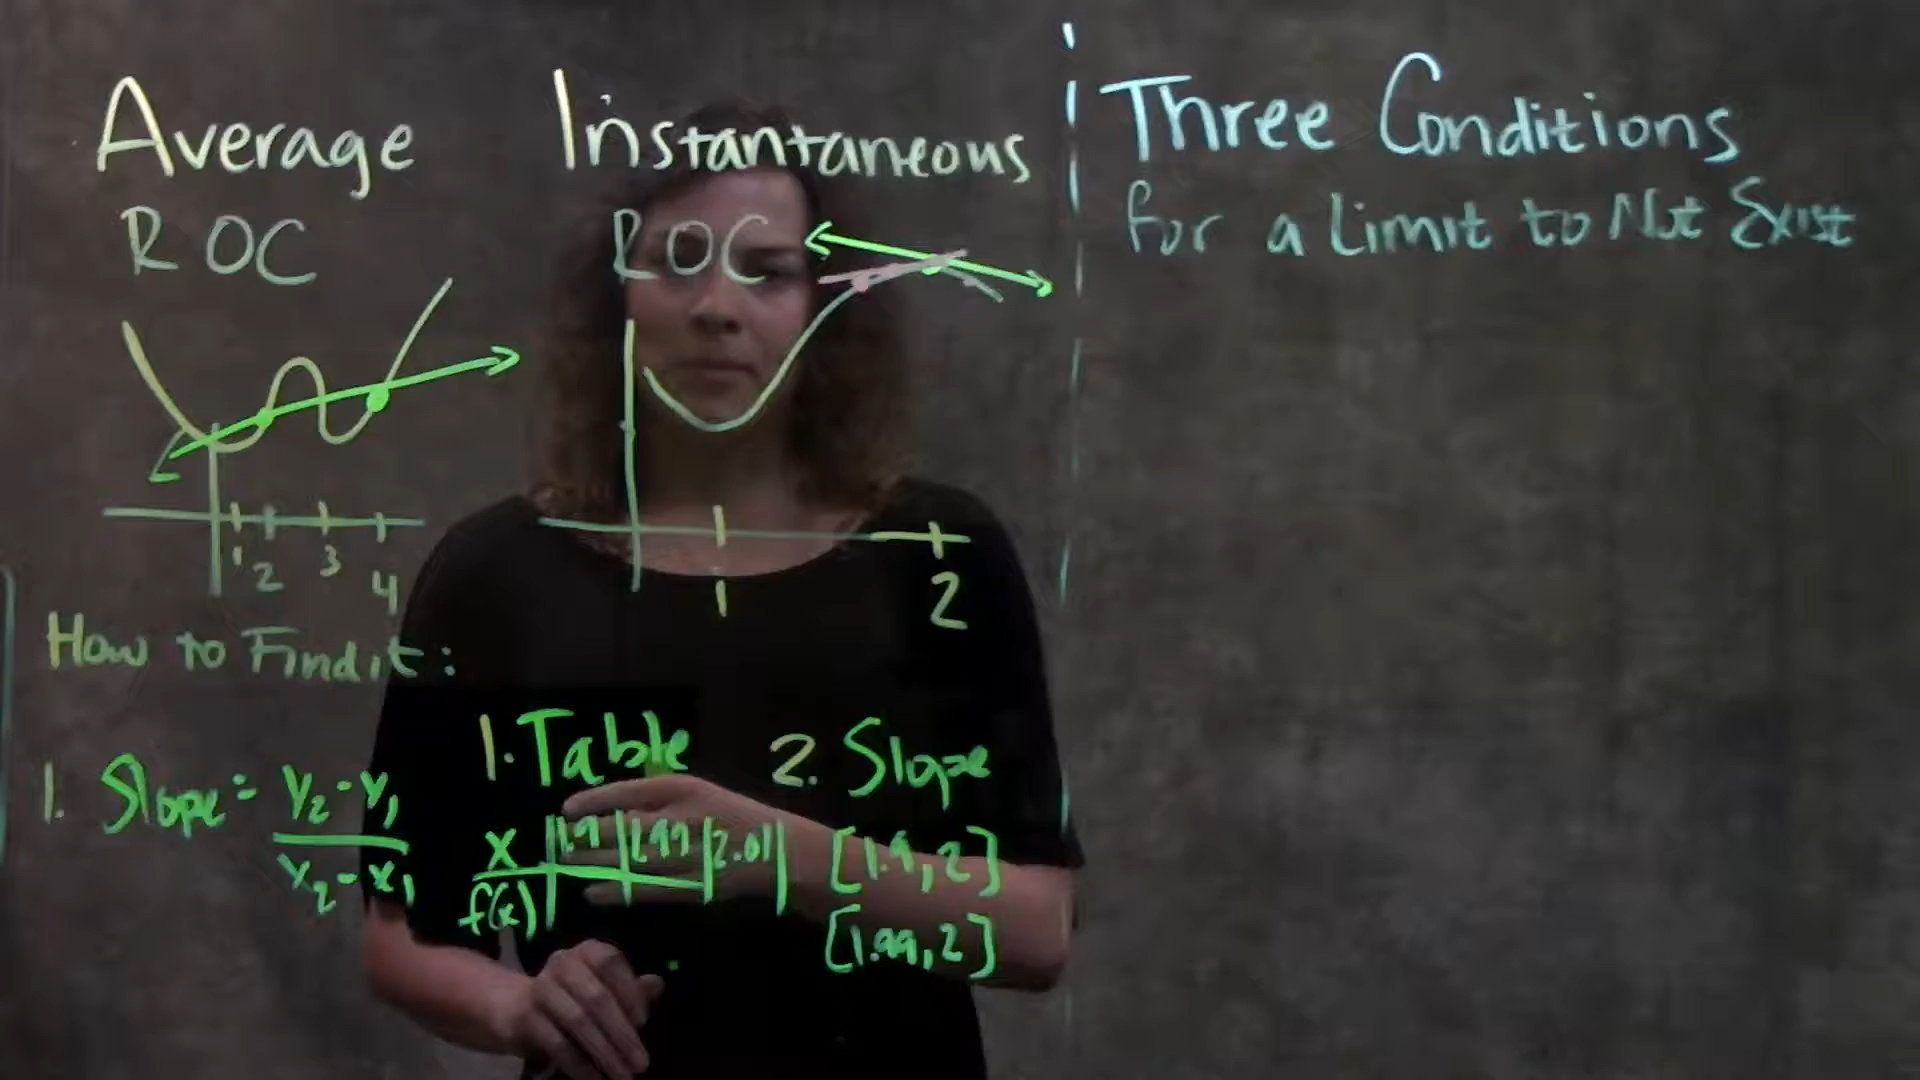 Average
ROC
1 2 3 4
How to Find it:
1. Slope = y2 - y1
x2 - x1
Instantaneous
ROC
1 2
1. Table
x | 1.9 | 1.99 | 2.01 |
f(x)
2. Slope
[1.9, 2]
[1.99, 2]
Three Conditions
for a Limit to Not Exist